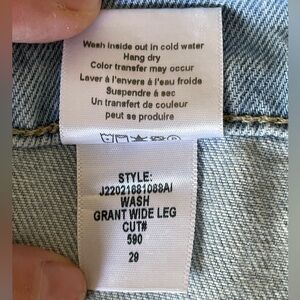 Wash inside out in cold water
Hang dry
Color transfer may occur
Laver à l'envers à l'eau froide
Suspendre à sec
Un transfert de couleur
peut se produire
STYLE:
J22021881088AI
WASH
GRANT WIDE LEG
CUT#
590
29